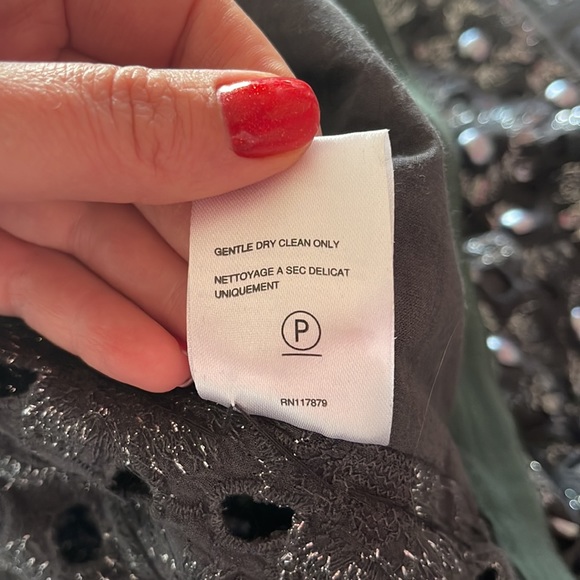 GENTLE DRY CLEAN ONLY
NETTOYAGE A SEC DELICAT
UNIQUEMENT
P
RN117879